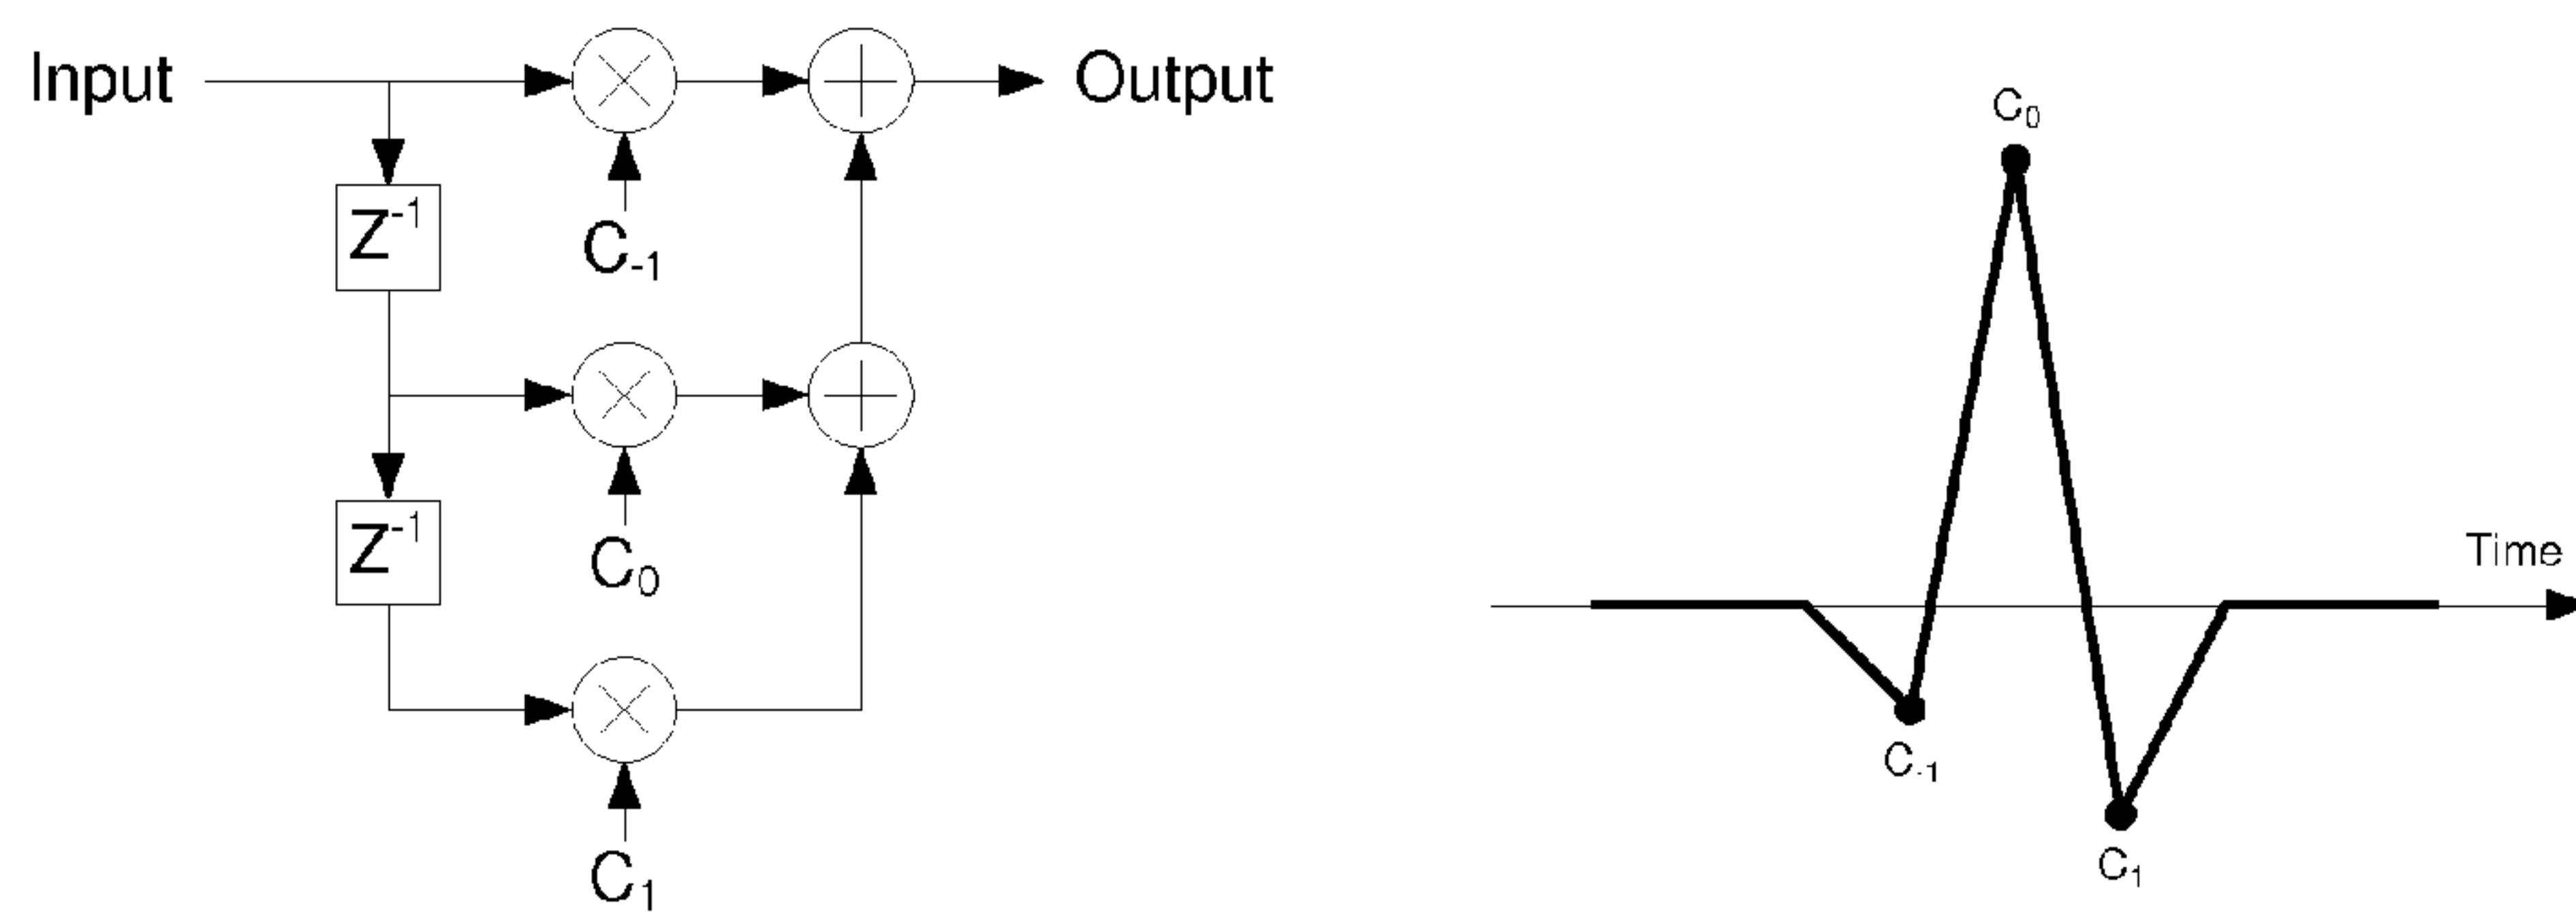 Input
Output
Z⁻¹
C₋₁
Z⁻¹
C₀
C₁
C₀
Time
C₋₁
C₁